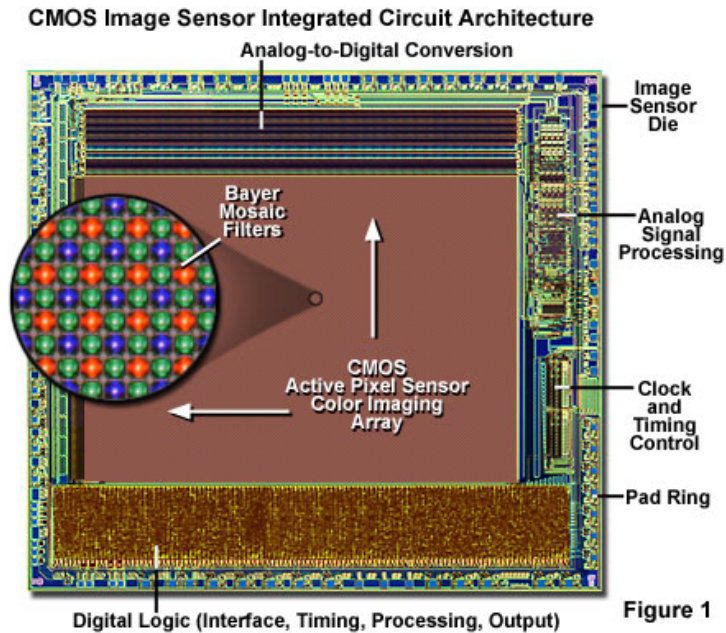 CMOS Image Sensor Integrated Circuit Architecture
Analog-to-Digital Conversion
Image
Sensor
Die
Bayer
Mosaic
Filters
Analog
Signal
Processing
CMOS
Active Pixel Sensor
Color Imaging
Array
Clock
and
Timing
Control
Pad Ring
Digital Logic (Interface, Timing, Processing, Output)
Figure 1